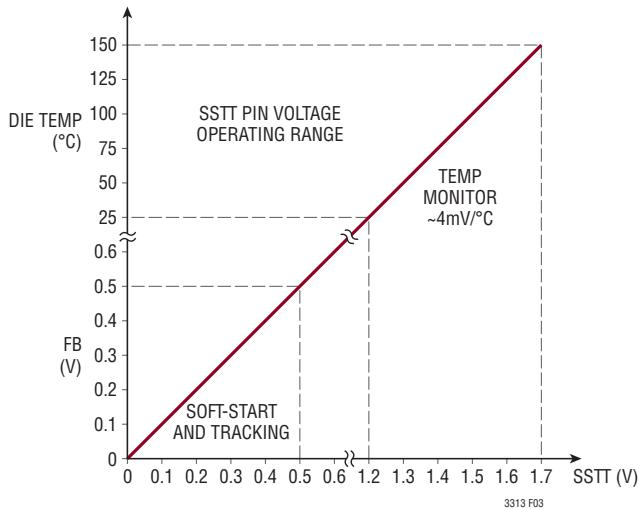 150
125
DIE TEMP
(°C)
100
75
50
25
SSTT PIN VOLTAGE
OPERATING RANGE
TEMP
MONITOR
~4mV/°C
0.6
0.5
0.4
FB
(V)
0.3
0.2
0.1
0
SOFT-START
AND TRACKING
0 0.1 0.2 0.3 0.4 0.5 0.6 1.2 1.3 1.4 1.5 1.6 1.7 SSTT (V)
3313 F03